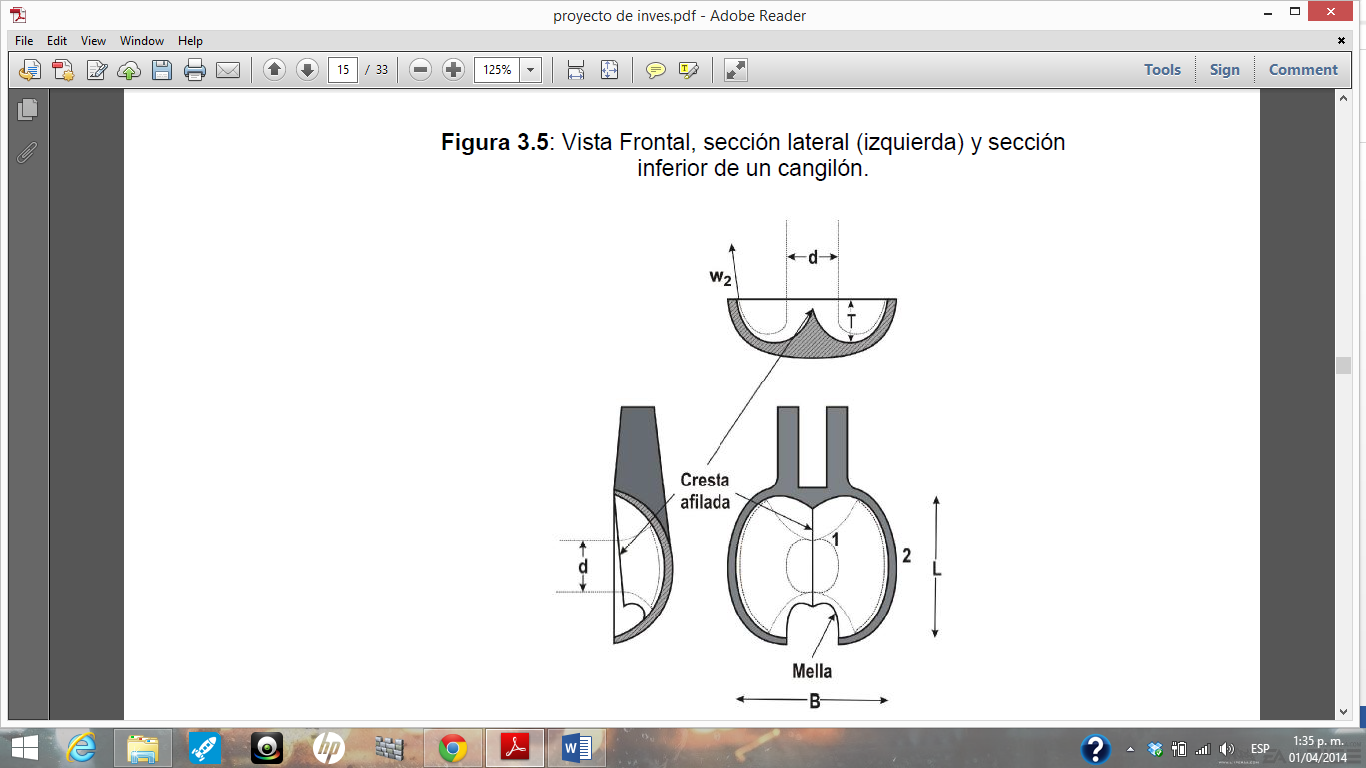 proyecto de inves.pdf - Adobe Reader
File Edit View Window Help
15 / 33 125% Tools Sign Comment
Figura 3.5: Vista Frontal, sección lateral (izquierda) y sección
inferior de un cangilón.
d
w2
T
Cresta
afilada
1
2
d
L
Mella
B
hp
W
?
ESP
1:35 p. m.
01/04/2014